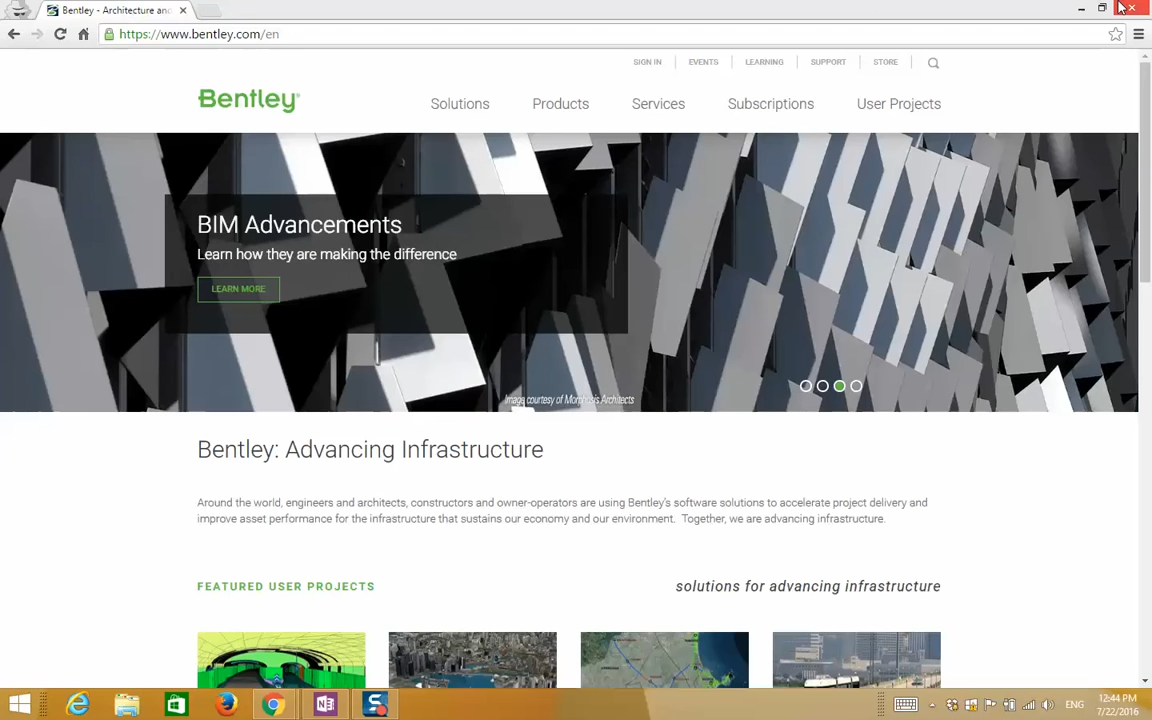 Bentley - Architecture and
https://www.bentley.com/en
SIGN IN
EVENTS
LEARNING
SUPPORT
STORE
Bentley®
Solutions
Products
Services
Subscriptions
User Projects
BIM Advancements
Learn how they are making the difference
LEARN MORE
Image courtesy of Morphosis Architects
Bentley: Advancing Infrastructure
Around the world, engineers and architects, constructors and owner-operators are using Bentley's software solutions to accelerate project delivery and
improve asset performance for the infrastructure that sustains our economy and our environment. Together, we are advancing infrastructure.
FEATURED USER PROJECTS
solutions for advancing infrastructure
ENG
12:44 PM
7/22/2016